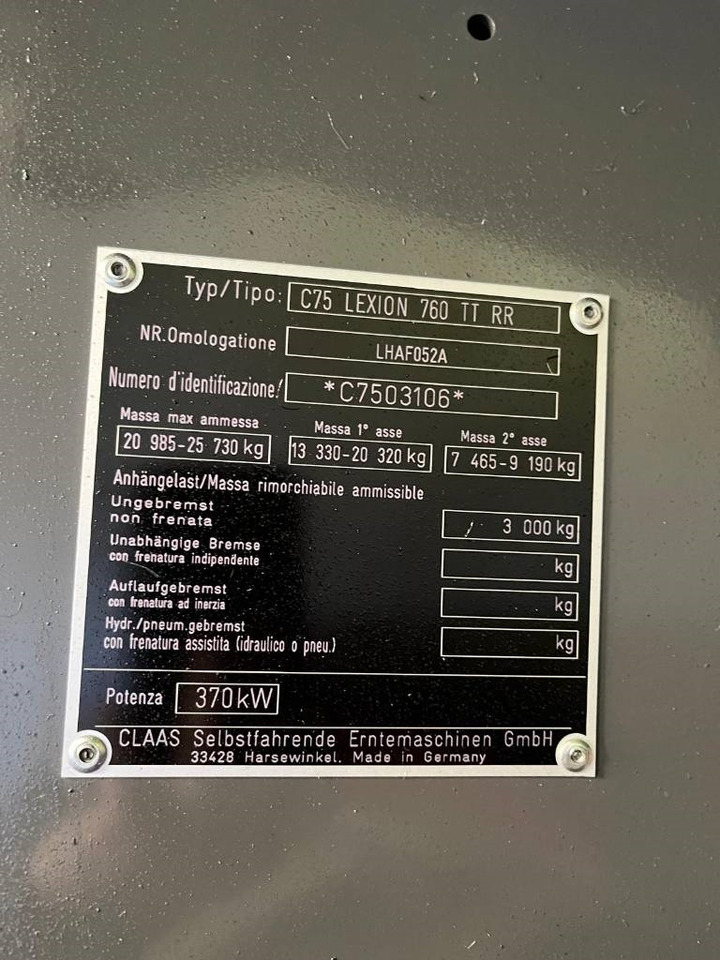 Typ/Tipo: C75 LEXION 760 TT RR
NR.Omologatione LHAF052A
Numero d'identificazione: *C7503106*
Massa max ammessa Massa 1° asse Massa 2° asse
20 985-25 730 kg 13 330-20 320 kg 7 465-9 190 kg
Anhängelast/Massa rimorchiabile ammissible
Ungebremst
non frenata 3 000 kg
Unabhängige Bremse
con frenatura indipendente kg
Auflaufgebremst
con frenatura ad inerzia kg
Hydr./pneum.gebremst
con frenatura assistita (idraulico o pneu.) kg
Potenza 370 kW
CLAAS Selbstfahrende Erntemaschinen GmbH
33428 Harsewinkel. Made in Germany